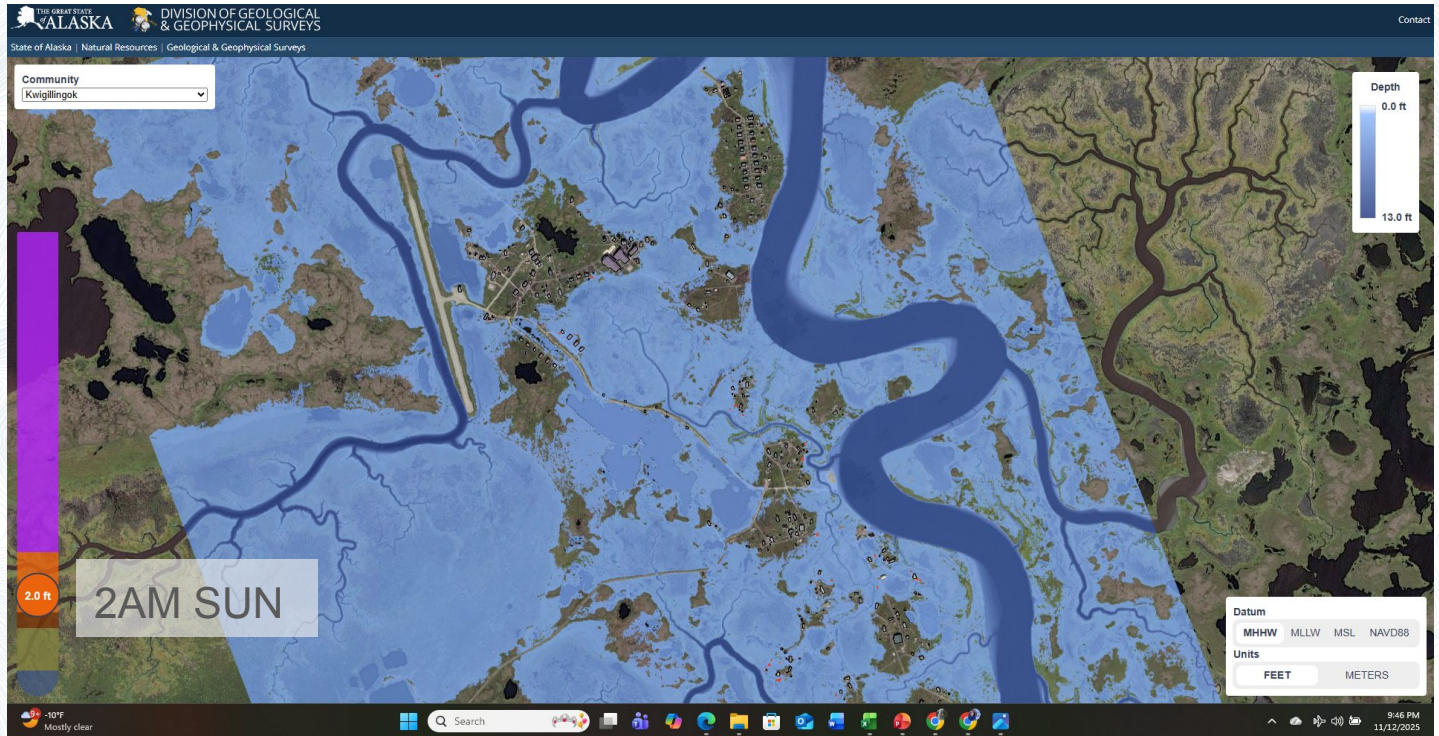 THE GREAT STATE
of ALASKA
DIVISION OF GEOLOGICAL
& GEOPHYSICAL SURVEYS
Contact
State of Alaska | Natural Resources | Geological & Geophysical Surveys
Community
Kwigillingok
Depth
0.0 ft
13.0 ft
2.0 ft
2AM SUN
Datum
MHHW MLLW MSL NAVD88
Units
FEET METERS
9+
-10°F
Mostly clear
Search
9:46 PM
11/12/2025